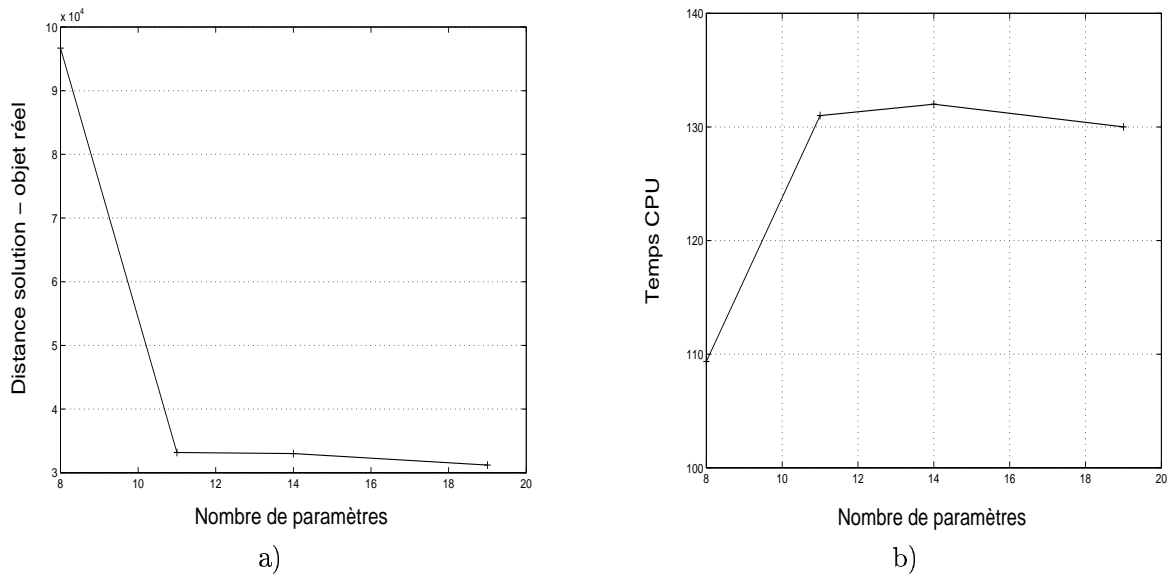 x 10⁴
10
9
8
7
6
5
4
3
8 10 12 14 16 18 20
Distance solution – objet réel
Nombre de paramètres
a)
140
130
120
110
100
8 10 12 14 16 18 20
Temps CPU
Nombre de paramètres
b)